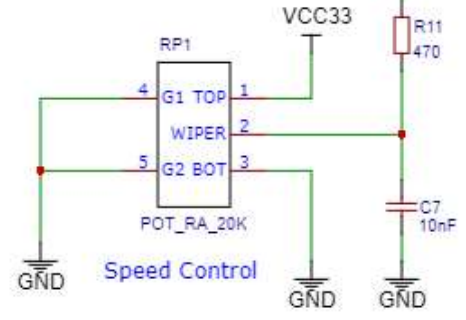 VCC33
R11
470
RP1
4 G1 TOP 1
WIPER 2
5 G2 BOT 3
C7
10nF
POT_RA_20K
Speed Control
GND
GND
GND